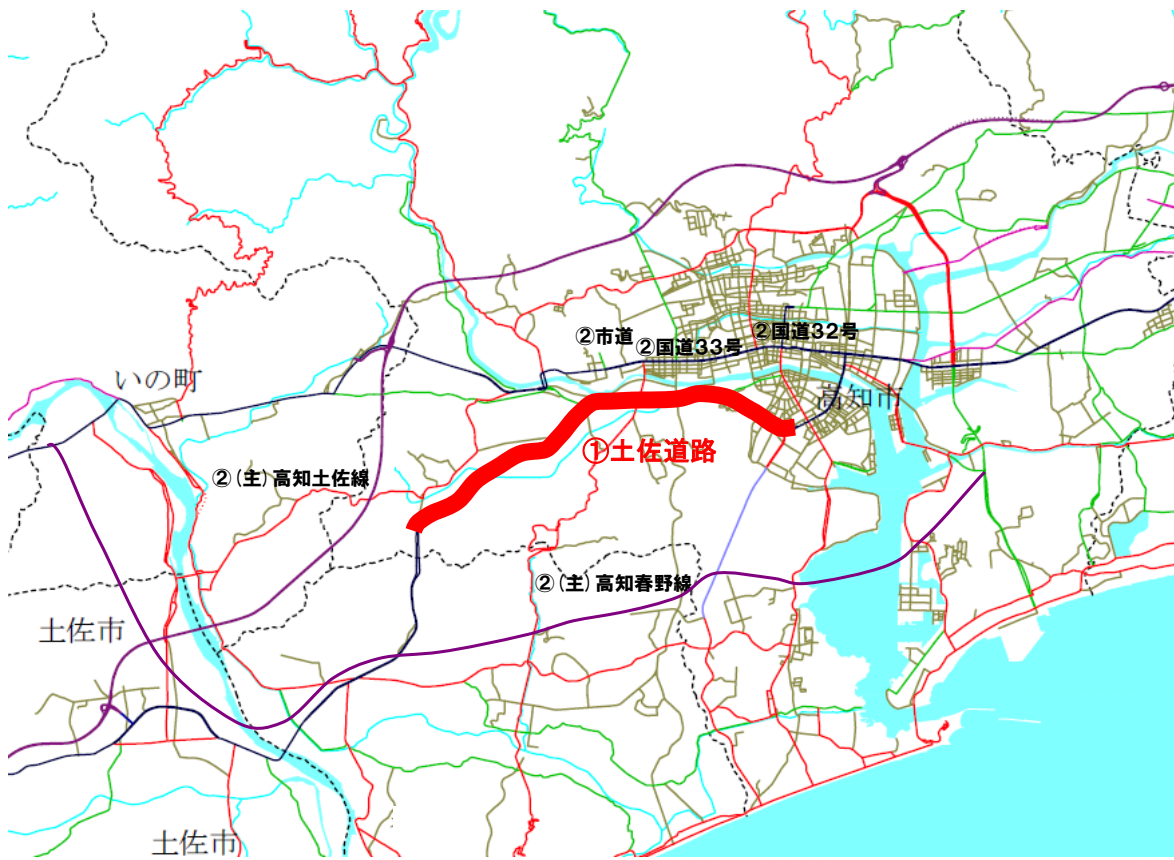 ②市道
②国道33号
②国道32号
いの町
高知市
①土佐道路
②(主)高知土佐線
②(主)高知春野線
土佐市
土佐市